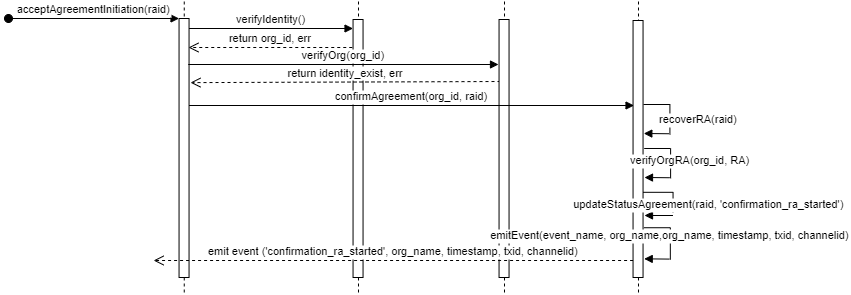 acceptAgreementInitiation(raid)
verifyIdentity()
return org_id, err
verifyOrg(org_id)
return identity_exist, err
confirmAgreement(org_id, raid)
recoverRA(raid)
verifyOrgRA(org_id, RA)
updateStatusAgreement(raid, 'confirmation_ra_started')
emitEvent(event_name, org_name,org_name, timestamp, txid, channelid)
emit event ('confirmation_ra_started', org_name, timestamp, txid, channelid)